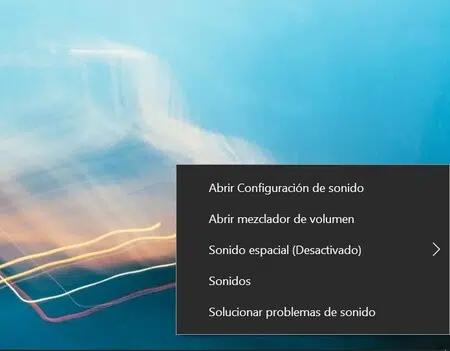 Abrir Configuración de sonido
Abrir mezclador de volumen
Sonido espacial (Desactivado)
Sonidos
Solucionar problemas de sonido